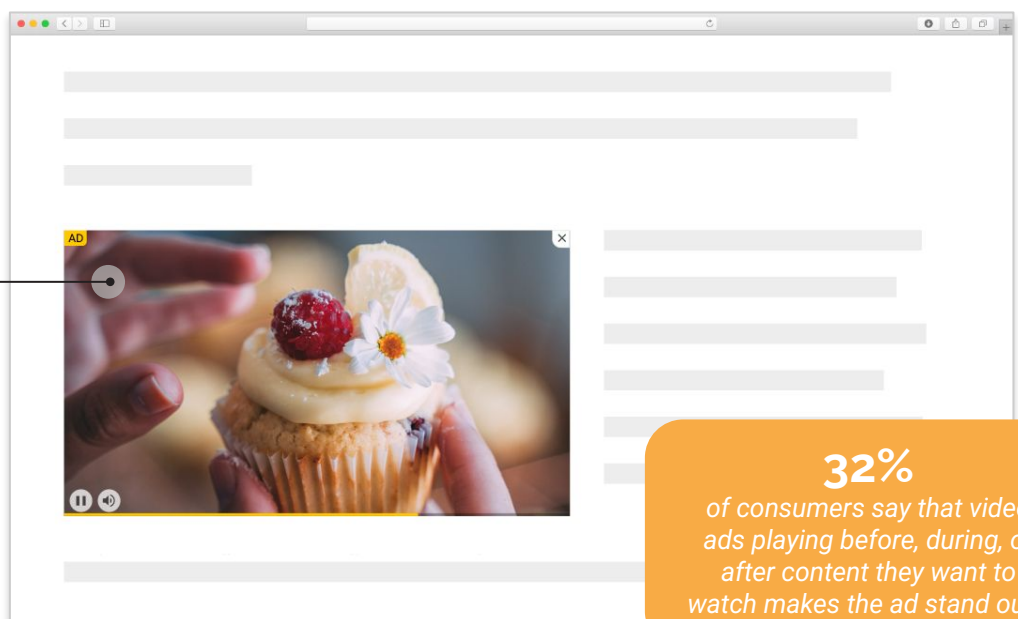 AD
32%
of consumers say that
ads playing before, during,
after content they want to
watch makes the ad stand